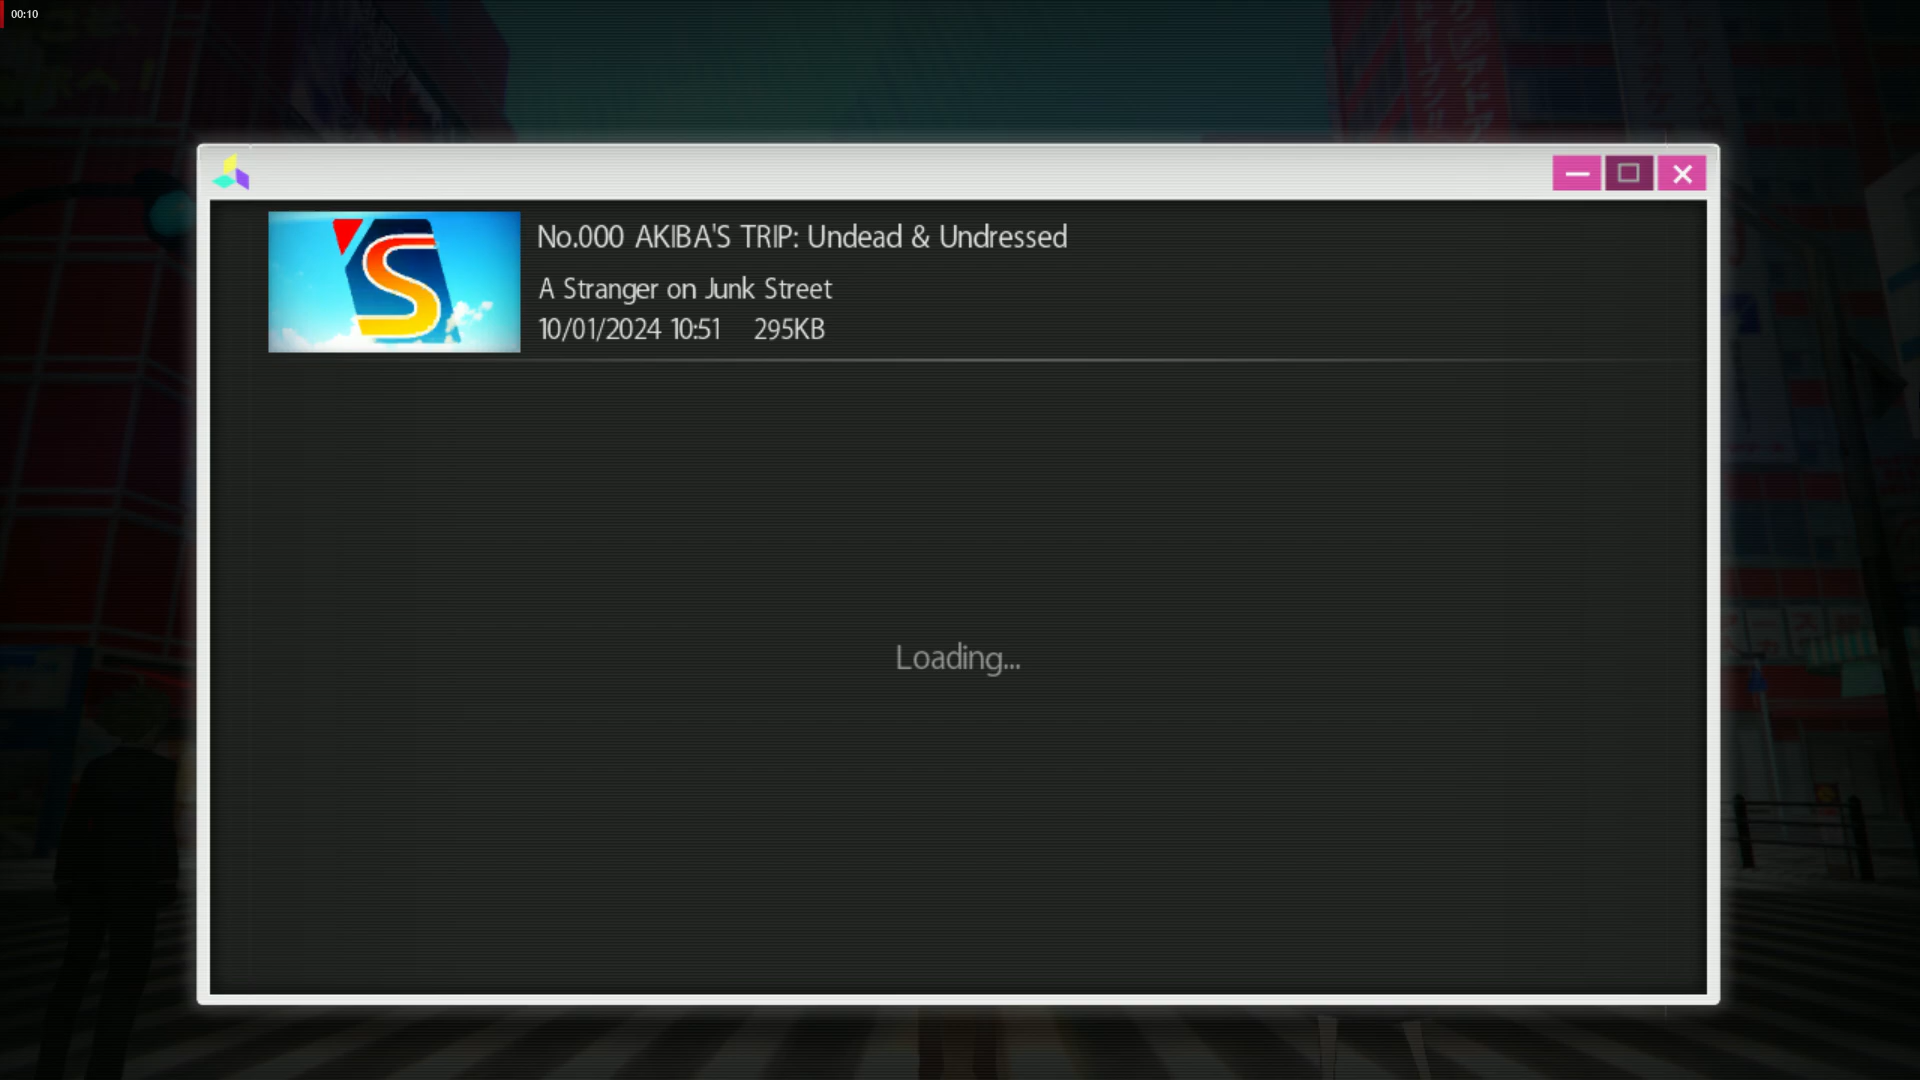 00:10
No.000 AKIBA'S TRIP: Undead & Undressed
'S
A Stranger on Junk Street
10/01/2024 10:51 295KB
Loading...